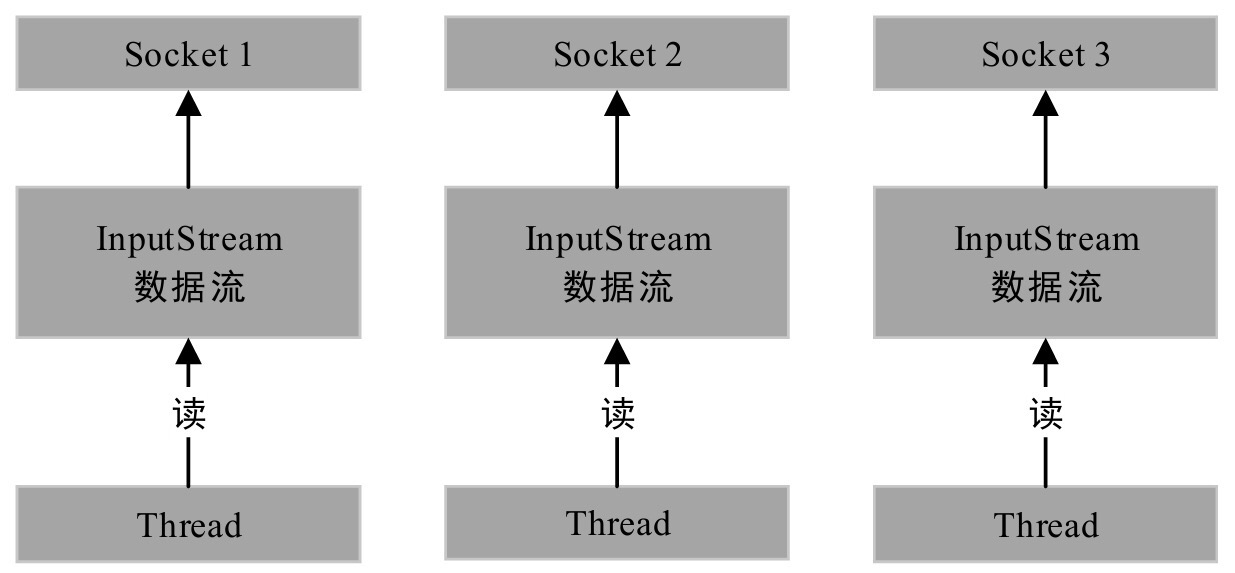 Socket 1
Socket 2
Socket 3
InputStream
数据流
InputStream
数据流
InputStream
数据流
读
读
读
Thread
Thread
Thread